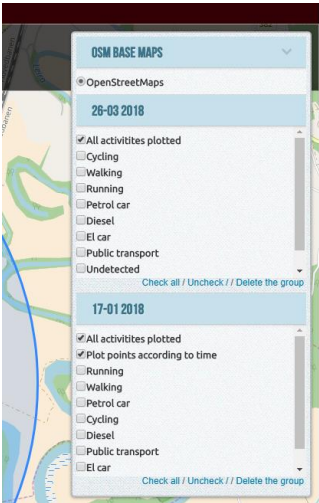 OSM BASE MAPS
OpenStreetMaps
26-03 2018
All activitites plotted
Cycling
Walking
Running
Petrol car
Diesel
El car
Public transport
Undetected
Check all / Uncheck / / Delete the group
17-01 2018
All activitites plotted
Plot points according to time
Running
Walking
Petrol car
Cycling
Diesel
Public transport
El car
Check all / Uncheck / / Delete the group